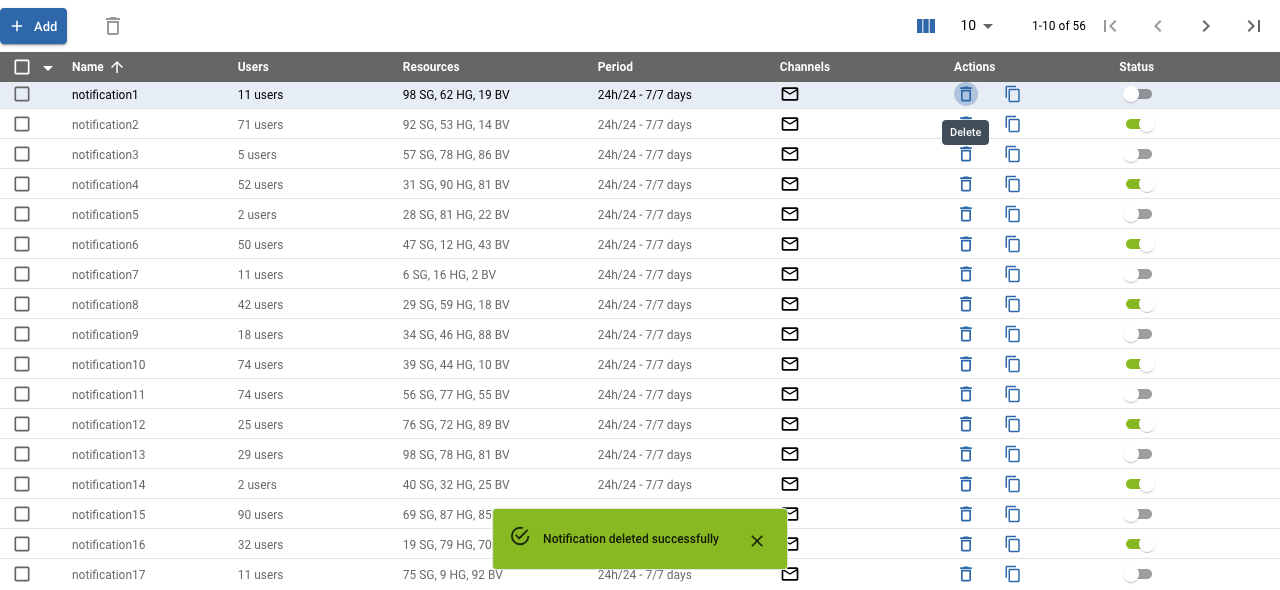 Add 10 1-10 of 56
Name Users Resources Period Channels Actions Status
notification1 11 users 98 SG, 62 HG, 19 BV 24h/24 - 7/7 days
notification2 71 users 92 SG, 53 HG, 14 BV 24h/24 - 7/7 days
Delete
notification3 5 users 57 SG, 78 HG, 86 BV 24h/24 - 7/7 days
notification4 52 users 31 SG, 90 HG, 81 BV 24h/24 - 7/7 days
notification5 2 users 28 SG, 81 HG, 22 BV 24h/24 - 7/7 days
notification6 50 users 47 SG, 12 HG, 43 BV 24h/24 - 7/7 days
notification7 11 users 6 SG, 16 HG, 2 BV 24h/24 - 7/7 days
notification8 42 users 29 SG, 59 HG, 18 BV 24h/24 - 7/7 days
notification9 18 users 34 SG, 46 HG, 88 BV 24h/24 - 7/7 days
notification10 74 users 39 SG, 44 HG, 10 BV 24h/24 - 7/7 days
notification11 74 users 56 SG, 77 HG, 55 BV 24h/24 - 7/7 days
notification12 25 users 76 SG, 72 HG, 89 BV 24h/24 - 7/7 days
notification13 29 users 98 SG, 78 HG, 81 BV 24h/24 - 7/7 days
notification14 2 users 40 SG, 32 HG, 25 BV 24h/24 - 7/7 days
notification15 90 users 69 SG, 87 HG, 85
Notification deleted successfully
notification16 32 users 19 SG, 79 HG, 70
notification17 11 users 75 SG, 9 HG, 92 BV 24h/24 - 7/7 days